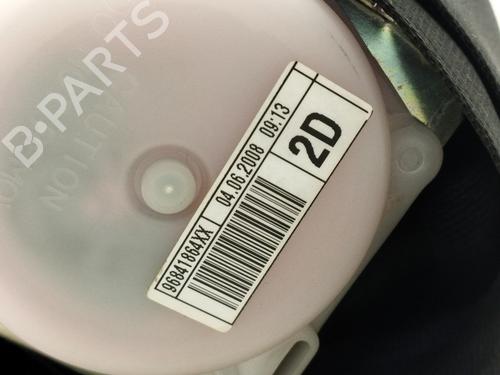 B-PARTS
CAUTION
96841864XX
04.06.2008 09:13
2D